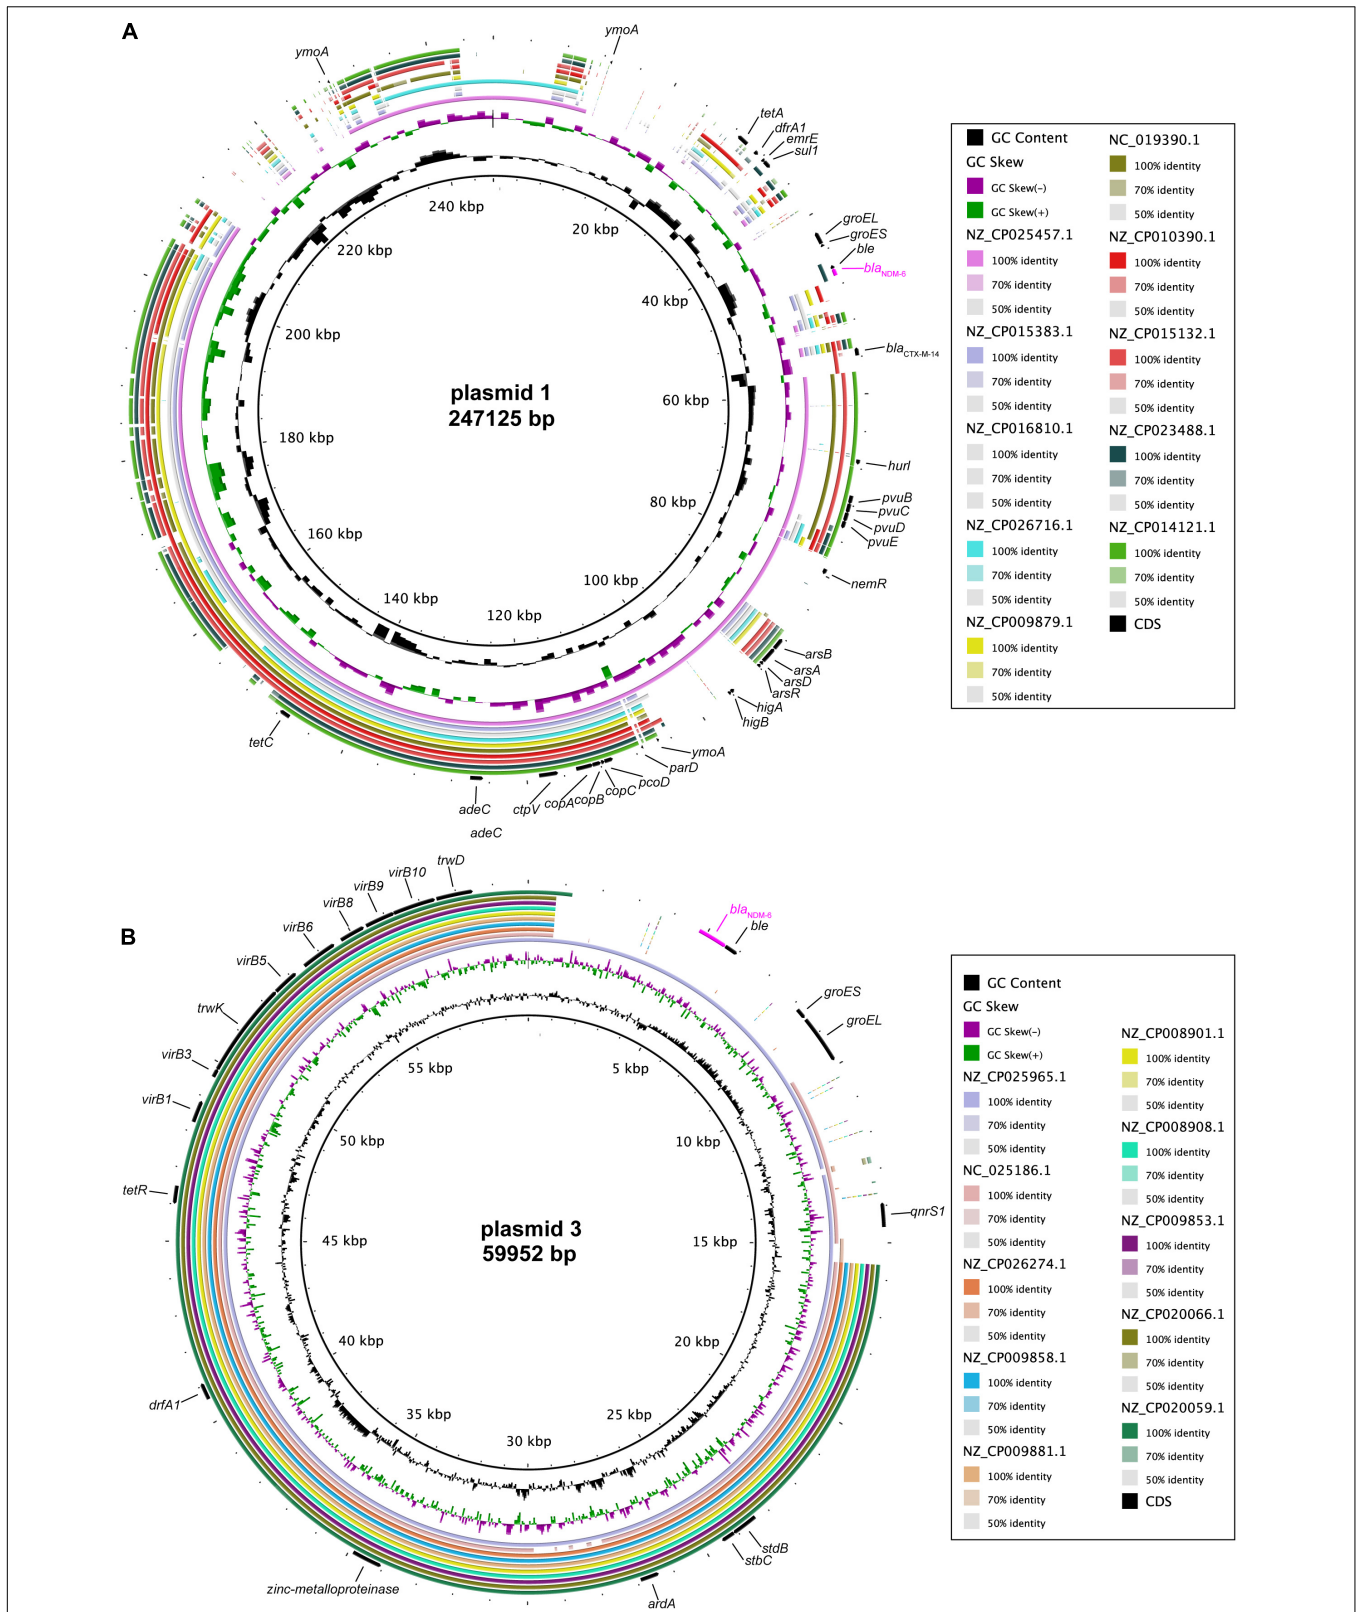 A
ymoA
ymoA
tetA
dfrA1
emrE
sul1
groEL
groES
ble
blaNDM-6
blaCTX-M-14
hurl
pvuB
pvuC
pvuD
pvuE
nemR
arsB
arsA
arsD
arsR
higA
higB
ymoA
parD
pcoD
copC
copB
copA
ctpV
adeC
adeC
tetC
240 kbp
20 kbp
40 kbp
60 kbp
80 kbp
100 kbp
120 kbp
140 kbp
160 kbp
180 kbp
200 kbp
220 kbp
plasmid 1
247125 bp
GC Content
GC Skew
GC Skew(-)
GC Skew(+)
NZ_CP025457.1
100% identity
70% identity
50% identity
NZ_CP015383.1
100% identity
70% identity
50% identity
NZ_CP016810.1
100% identity
70% identity
50% identity
NZ_CP026716.1
100% identity
70% identity
50% identity
NZ_CP009879.1
100% identity
70% identity
50% identity
NC_019390.1
100% identity
70% identity
50% identity
NZ_CP010390.1
100% identity
70% identity
50% identity
NZ_CP015132.1
100% identity
70% identity
50% identity
NZ_CP023488.1
100% identity
70% identity
50% identity
NZ_CP014121.1
100% identity
70% identity
50% identity
CDS
B
trwD
virB10
virB9
virB8
virB6
virB5
trwK
virB3
virB1
tetR
drfA1
zinc-metalloproteinase
ardA
stbC
stdB
qnrS1
groEL
groES
ble
blaNDM-6
5 kbp
10 kbp
15 kbp
20 kbp
25 kbp
30 kbp
35 kbp
40 kbp
45 kbp
50 kbp
55 kbp
plasmid 3
59952 bp
GC Content
GC Skew
GC Skew(-)
GC Skew(+)
NZ_CP025965.1
100% identity
70% identity
50% identity
NC_025186.1
100% identity
70% identity
50% identity
NZ_CP026274.1
100% identity
70% identity
50% identity
NZ_CP009858.1
100% identity
70% identity
50% identity
NZ_CP009881.1
100% identity
70% identity
50% identity
NZ_CP008901.1
100% identity
70% identity
50% identity
NZ_CP008908.1
100% identity
70% identity
50% identity
NZ_CP009853.1
100% identity
70% identity
50% identity
NZ_CP020066.1
100% identity
70% identity
50% identity
NZ_CP020059.1
100% identity
70% identity
50% identity
CDS